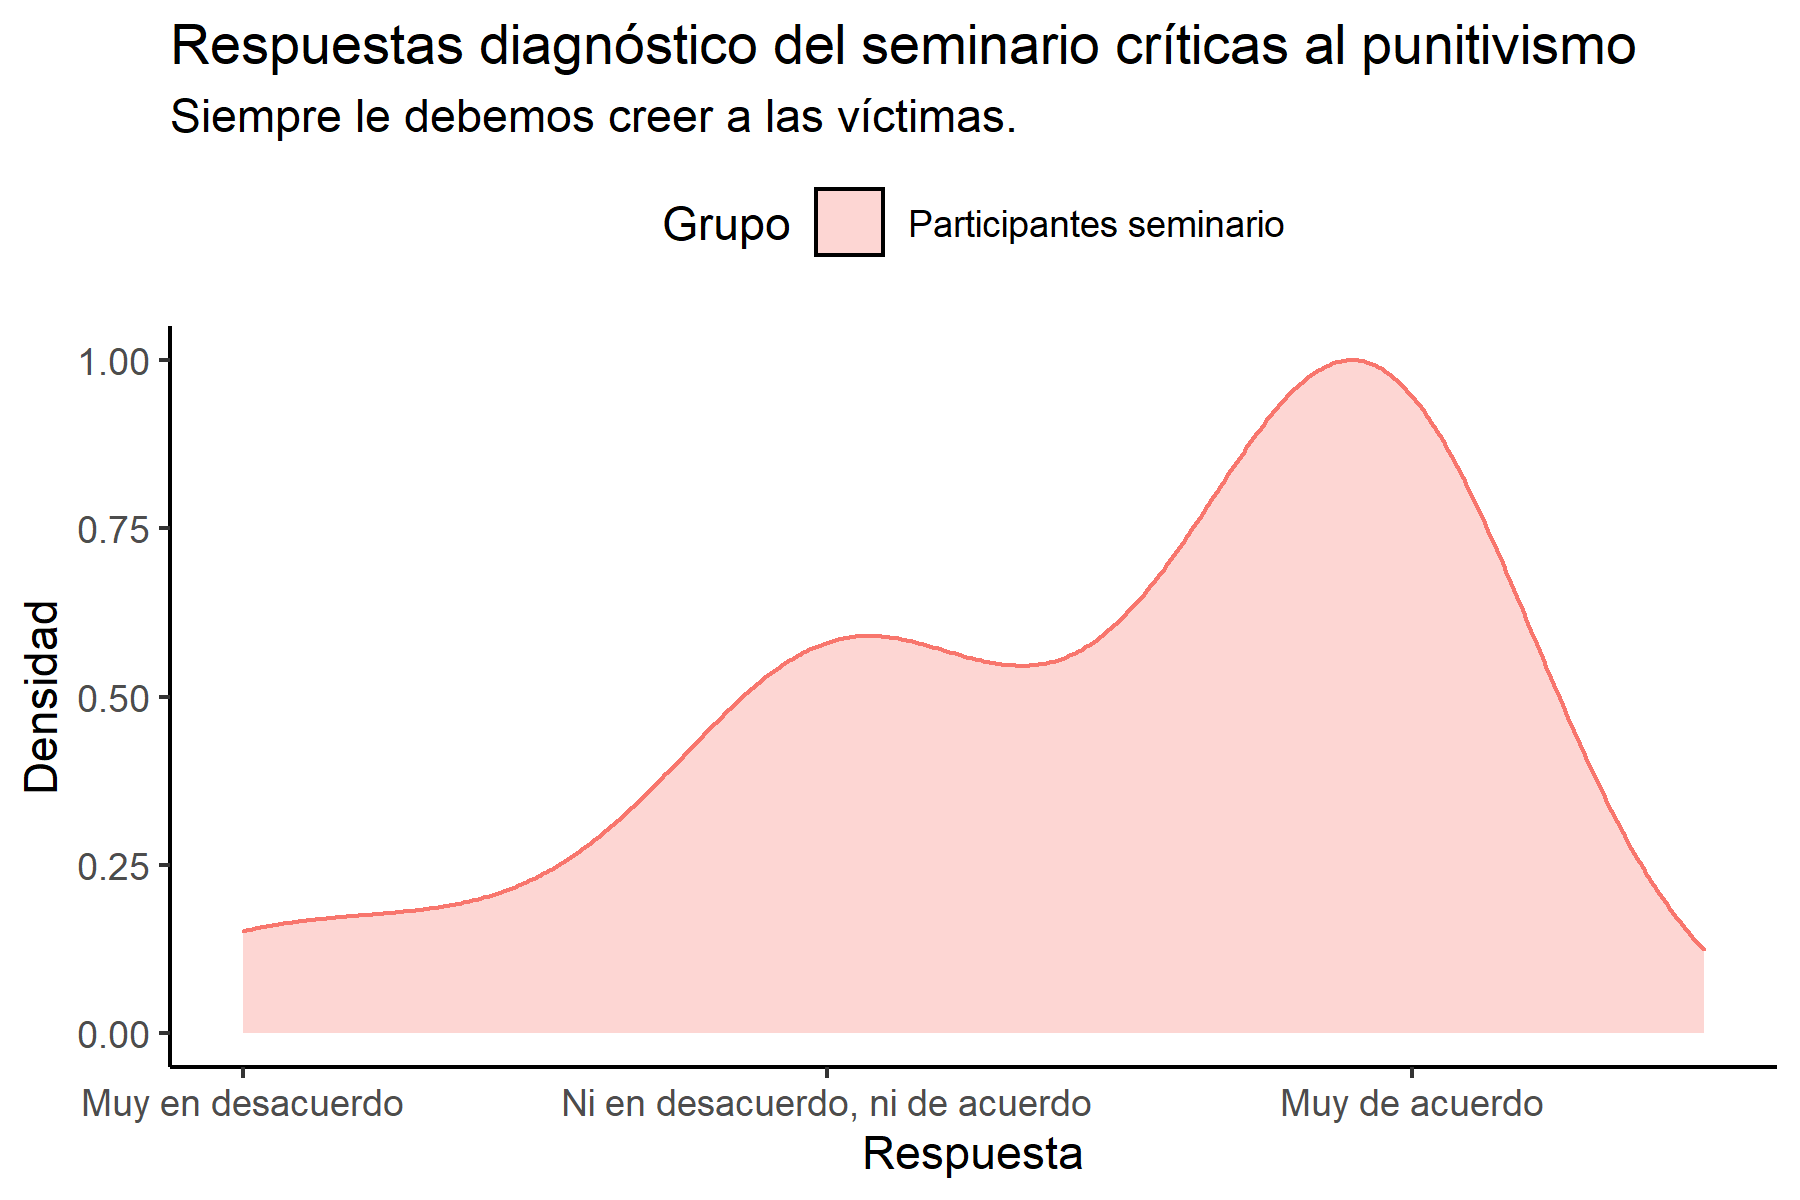 Respuestas diagnóstico del seminario críticas al punitivismo
Siempre le debemos creer a las víctimas.
Grupo Participantes seminario
Densidad
1.00
0.75
0.50
0.25
0.00
Muy en desacuerdo Ni en desacuerdo, ni de acuerdo Muy de acuerdo
Respuesta